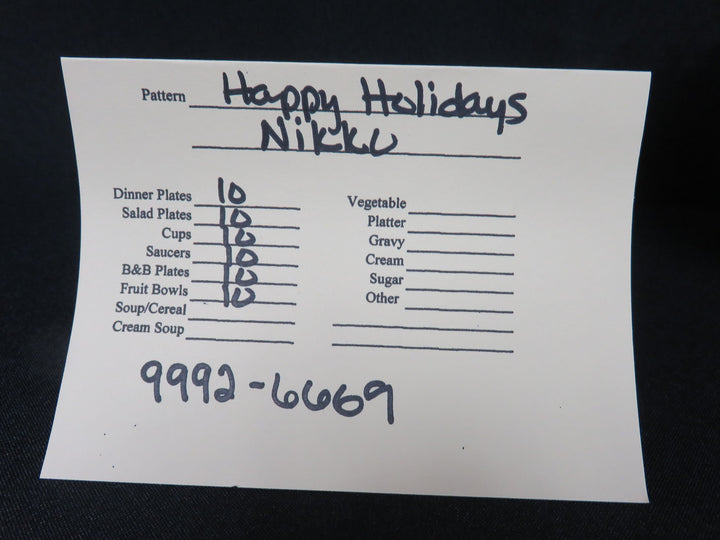 Pattern Happy Holidays
Nikku
Dinner Plates 10
Salad Plates 10
Cups 10
Saucers 10
B&B Plates 10
Fruit Bowls 10
Soup/Cereal
Cream Soup
Vegetable
Platter
Gravy
Cream
Sugar
Other
9992-6669